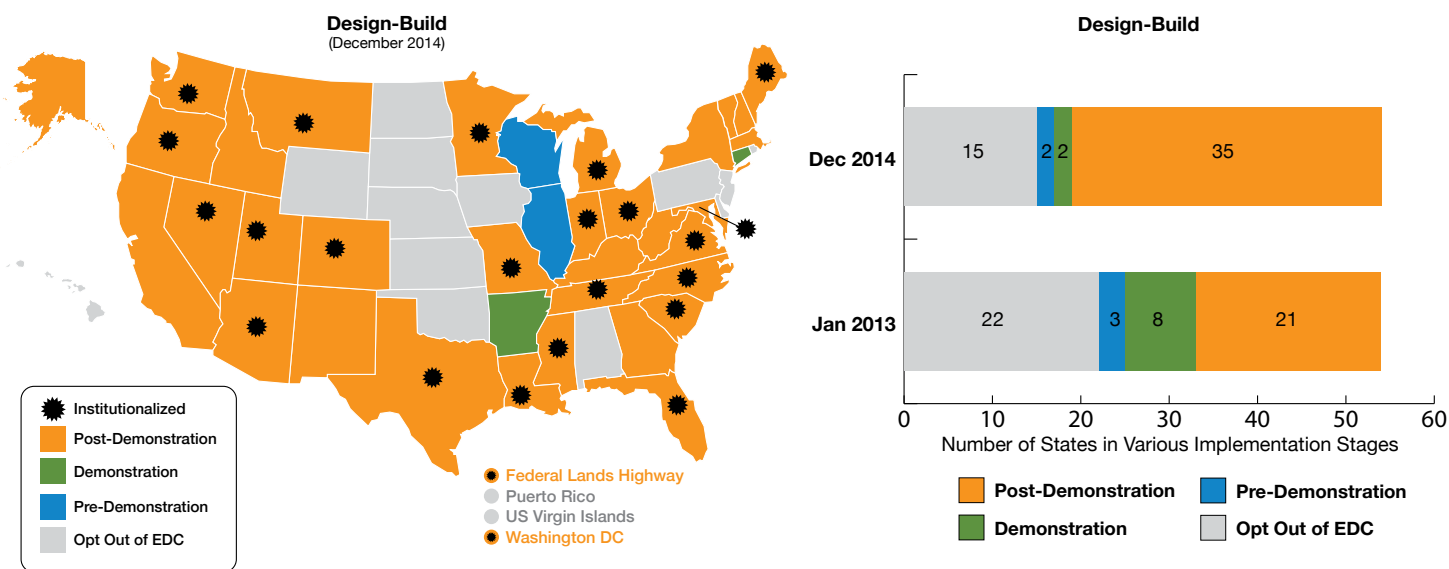 Design-Build
(December 2014)
Institutionalized
Post-Demonstration
Demonstration
Pre-Demonstration
Opt Out of EDC
Federal Lands Highway
Puerto Rico
US Virgin Islands
Washington DC
Design-Build
Dec 2014
15
2
2
35
Jan 2013
22
3
8
21
0 10 20 30 40 50 60
Number of States in Various Implementation Stages
Post-Demonstration Pre-Demonstration
Demonstration Opt Out of EDC